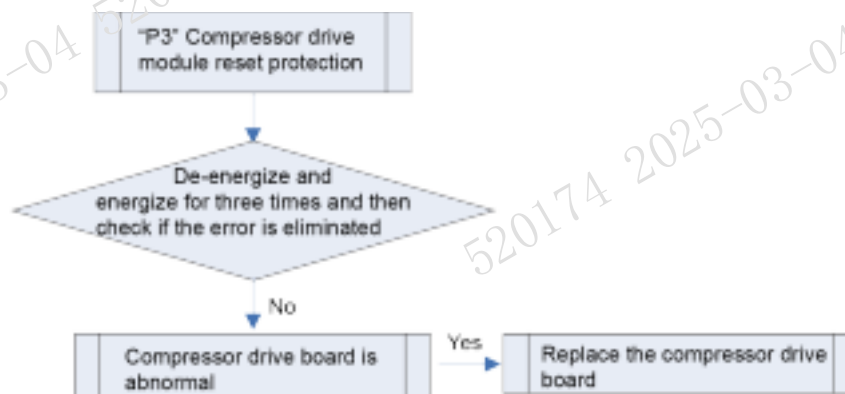 “P3” Compressor drive
module reset protection
De-energize and
energize for three times and then
check if the error is eliminated
No
Compressor drive board is
abnormal
Yes
Replace the compressor drive
board
520174 2025-03-04